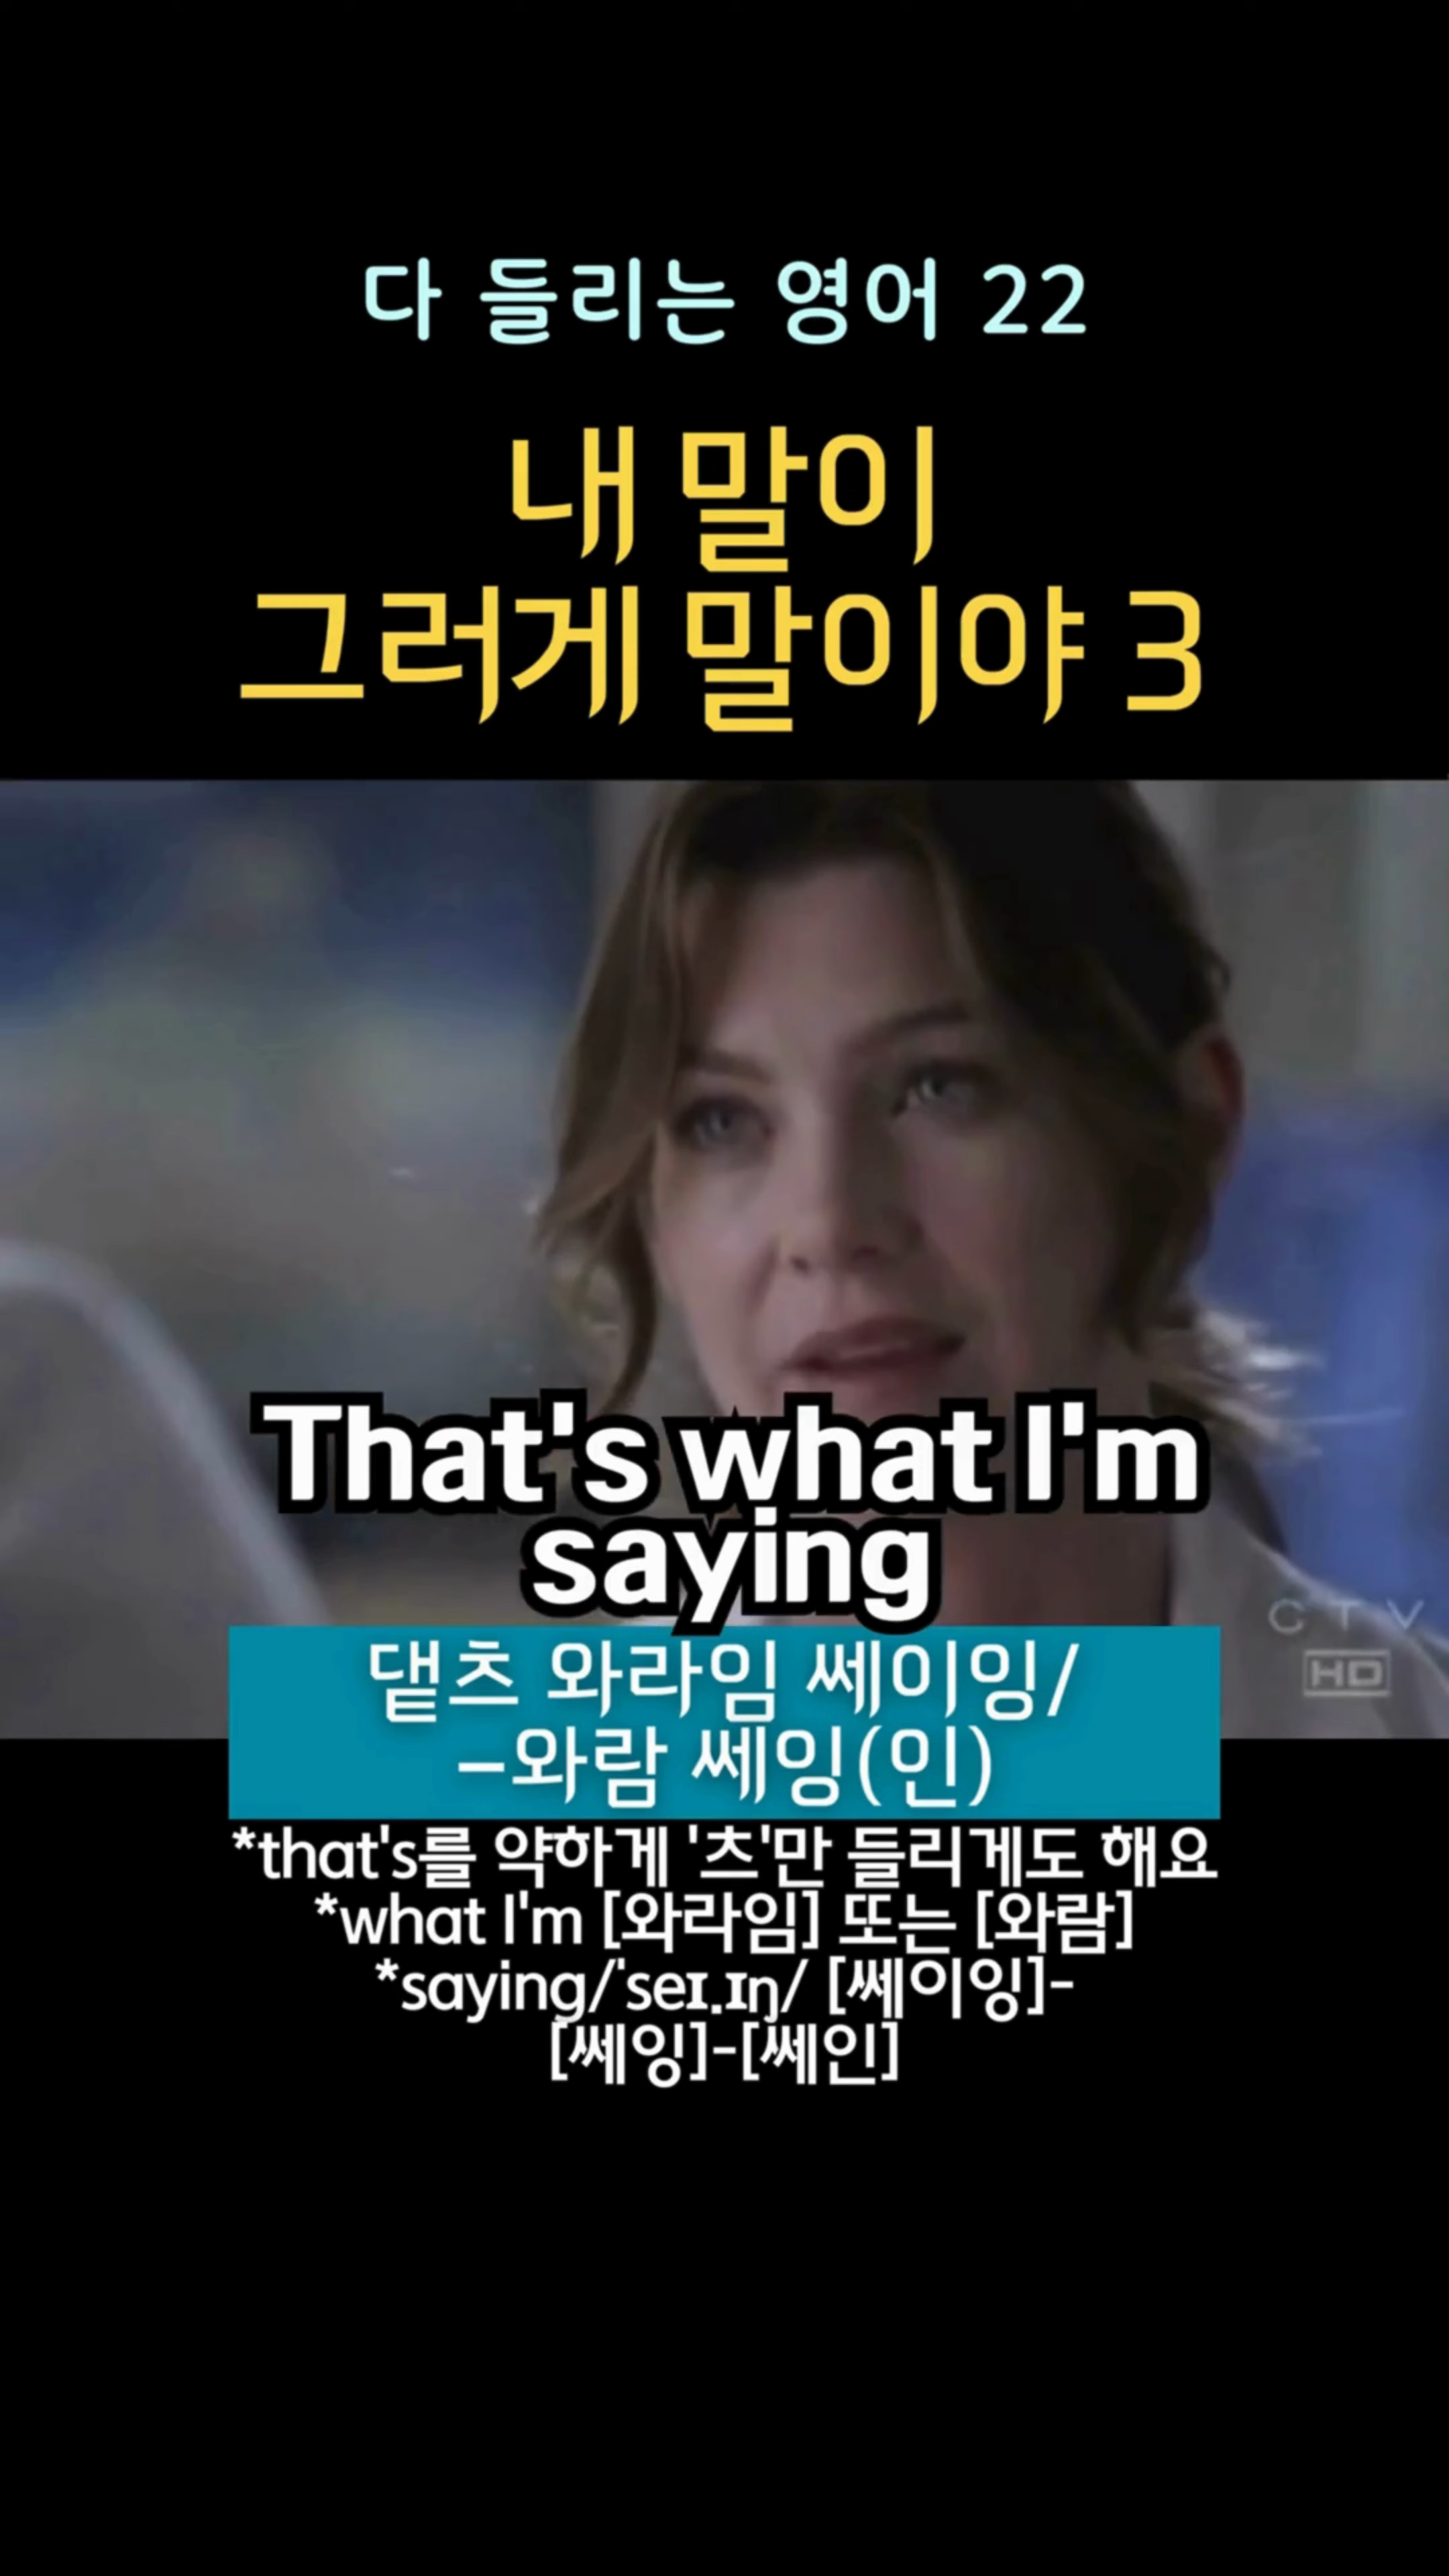 다 들리는 영어 22
내 말이
그러게 말이야 3
That's what I'm
saying
CTV
HD
댙츠 와라임 쎄이잉/
-와람 쎄잉(인)
*that's를 약하게 '츠'만 들리게도 해요
*what I'm [와라임] 또는 [와람]
*saying/ˈseɪ.ɪŋ/ [쎄이잉]-
[쎄잉]-[쎄인]